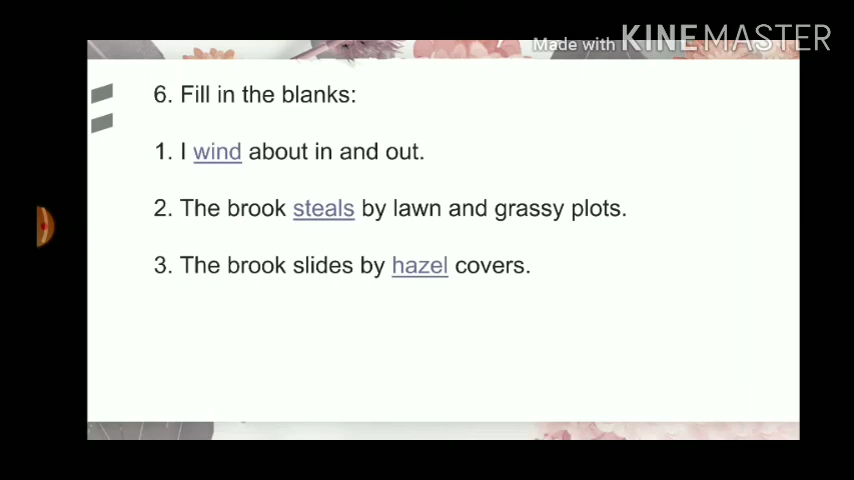 Made with KINEMASTER
6. Fill in the blanks:
1. I wind about in and out.
2. The brook steals by lawn and grassy plots.
3. The brook slides by hazel covers.